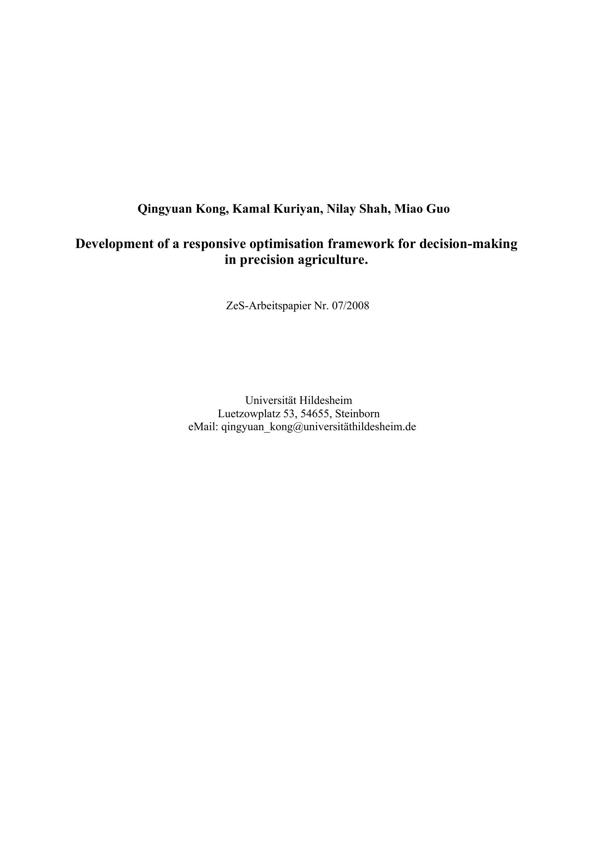 Qingyuan Kong, Kamal Kuriyan, Nilay Shah, Miao Guo
Development of a responsive optimisation framework for decision-making
in precision agriculture.
ZeS-Arbeitspapier Nr. 07/2008
Universität Hildesheim
Luetzowplatz 53, 54655, Steinborn
eMail: qingyuan_kong@universitäthildesheim.de